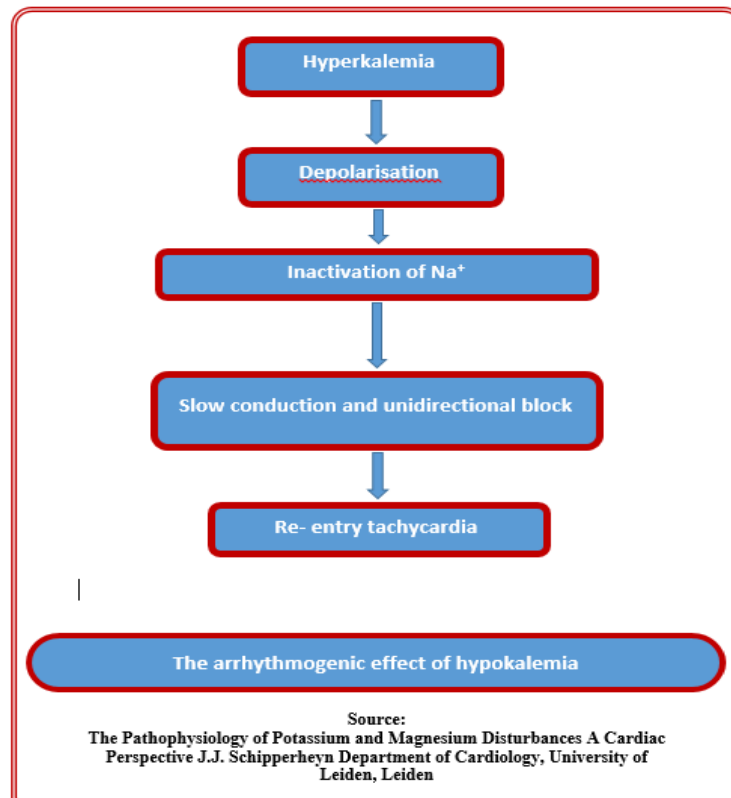 Hyperkalemia
Depolarisation
Inactivation of Na⁺
Slow conduction and unidirectional block
Re- entry tachycardia
The arrhythmogenic effect of hypokalemia
Source:
The Pathophysiology of Potassium and Magnesium Disturbances A Cardiac
Perspective J.J. Schipperheyn Department of Cardiology, University of
Leiden, Leiden